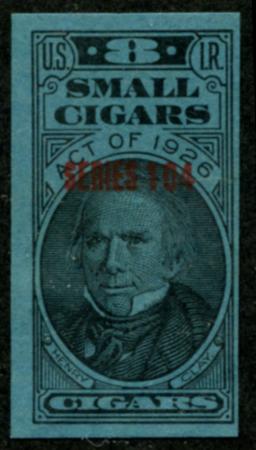 U.S. 8 I.R.
SMALL
CIGARS
ACT OF 1926
SERIES 104
HENRY CLAY
CIGARS